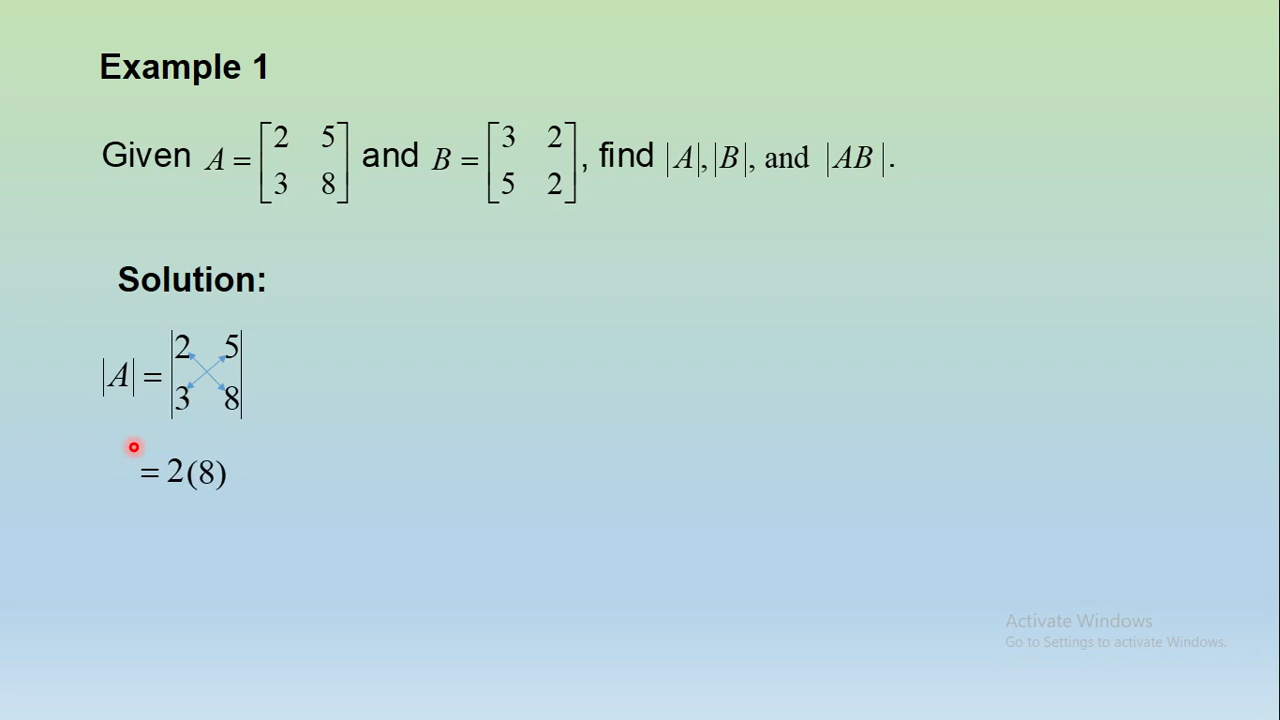 Example 1
Given A = [2 5; 3 8] and B = [3 2; 5 2], find |A|, |B|, and |AB|.
Solution:
|A| = |2 5; 3 8|
= 2(8)
Activate Windows
Go to Settings to activate Windows.